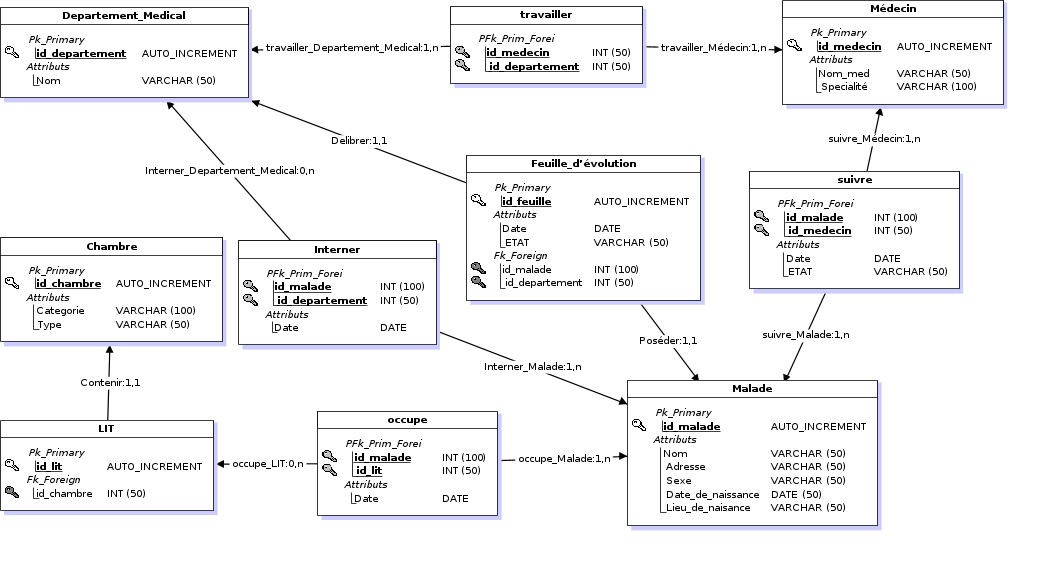 Departement_Medical
Pk_Primary
id_departement AUTO_INCREMENT
Attributs
Nom VARCHAR (50)
travailler_Departement_Medical:1,n
travailler
PFk_Prim_Forei
id_medecin INT (50)
id_departement INT (50)
travailler_Médecin:1,n
Médecin
Pk_Primary
id_medecin AUTO_INCREMENT
Attributs
Nom_med VARCHAR (50)
Specialité VARCHAR (100)
Delibrer:1,1
suivre_Médecin:1,n
Interner_Departement_Medical:0,n
Feuille_d'évolution
Pk_Primary
id_feuille AUTO_INCREMENT
Attributs
Date DATE
ETAT VARCHAR (50)
Fk_Foreign
id_malade INT (100)
id_departement INT (50)
suivre
PFk_Prim_Forei
id_malade INT (100)
id_medecin INT (50)
Attributs
Date DATE
ETAT VARCHAR (50)
Chambre
Pk_Primary
id_chambre AUTO_INCREMENT
Attributs
Categorie VARCHAR (100)
Type VARCHAR (50)
Interner
PFk_Prim_Forei
id_malade INT (100)
id_departement INT (50)
Attributs
Date DATE
Poséder:1,1
suivre_Malade:1,n
Interner_Malade:1,n
Contenir:1,1
LIT
Pk_Primary
id_lit AUTO_INCREMENT
Fk_Foreign
id_chambre INT (50)
occupe_LIT:0,n
occupe
PFk_Prim_Forei
id_malade INT (100)
id_lit INT (50)
Attributs
Date DATE
occupe_Malade:1,n
Malade
Pk_Primary
id_malade AUTO_INCREMENT
Attributs
Nom VARCHAR (50)
Adresse VARCHAR (50)
Sexe VARCHAR (50)
Date_de_naissance DATE (50)
Lieu_de_naisance VARCHAR (50)